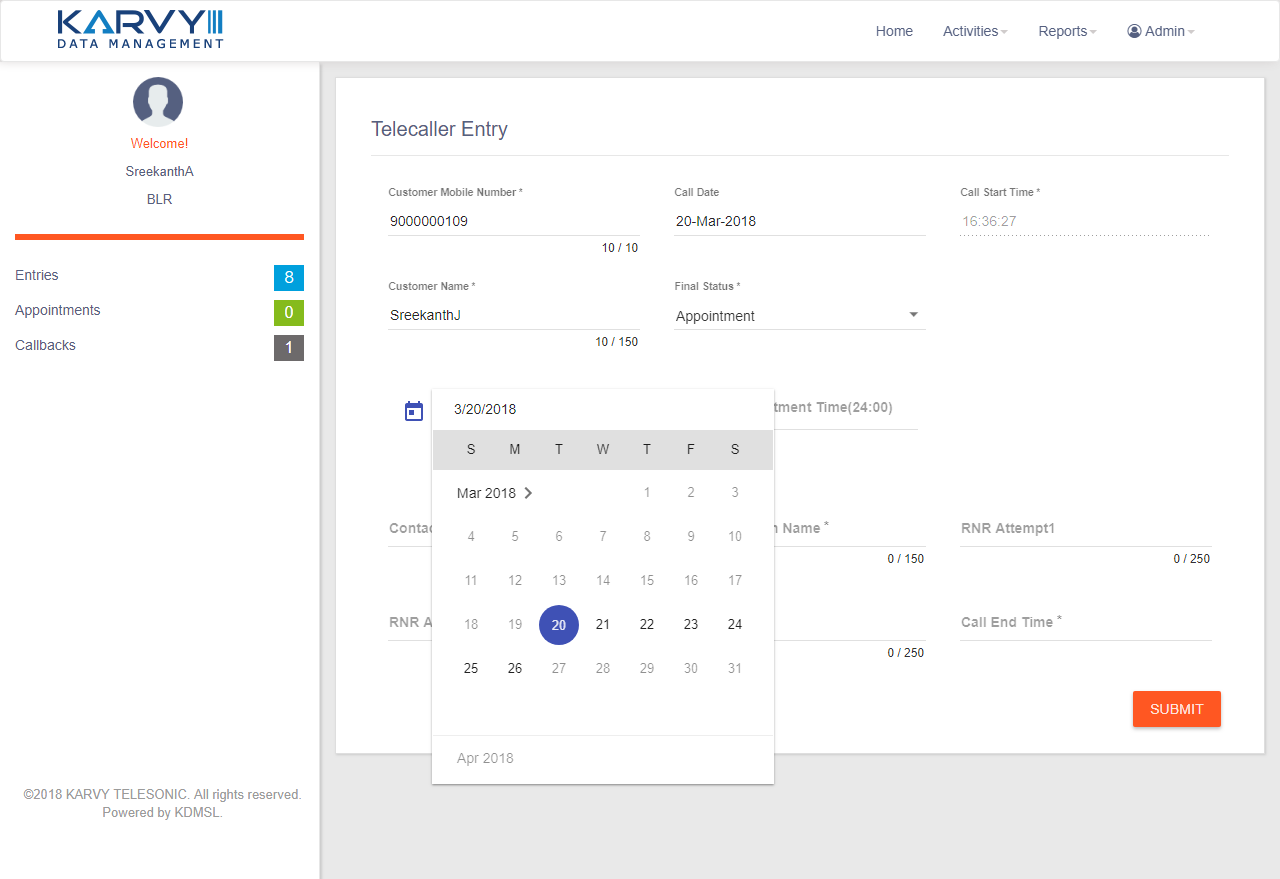 KARVY
DATA MANAGEMENT
Home Activities Reports Admin
Welcome!
SreekanthA
BLR
Entries 8
Appointments 0
Callbacks 1
©2018 KARVY TELESONIC. All rights reserved.
Powered by KDMSL.
Telecaller Entry
Customer Mobile Number * Call Date Call Start Time *
9000000109 20-Mar-2018 16:36:27
10 / 10
Customer Name * Final Status *
SreekanthJ Appointment
10 / 150
tment Time(24:00)
3/20/2018
S M T W T F S
Mar 2018 1 2 3
4 5 6 7 8 9 10
11 12 13 14 15 16 17
18 19 20 21 22 23 24
25 26 27 28 29 30 31
Apr 2018
Contac n Name * RNR Attempt1
0 / 150 0 / 250
RNR A Call End Time *
0 / 250
SUBMIT